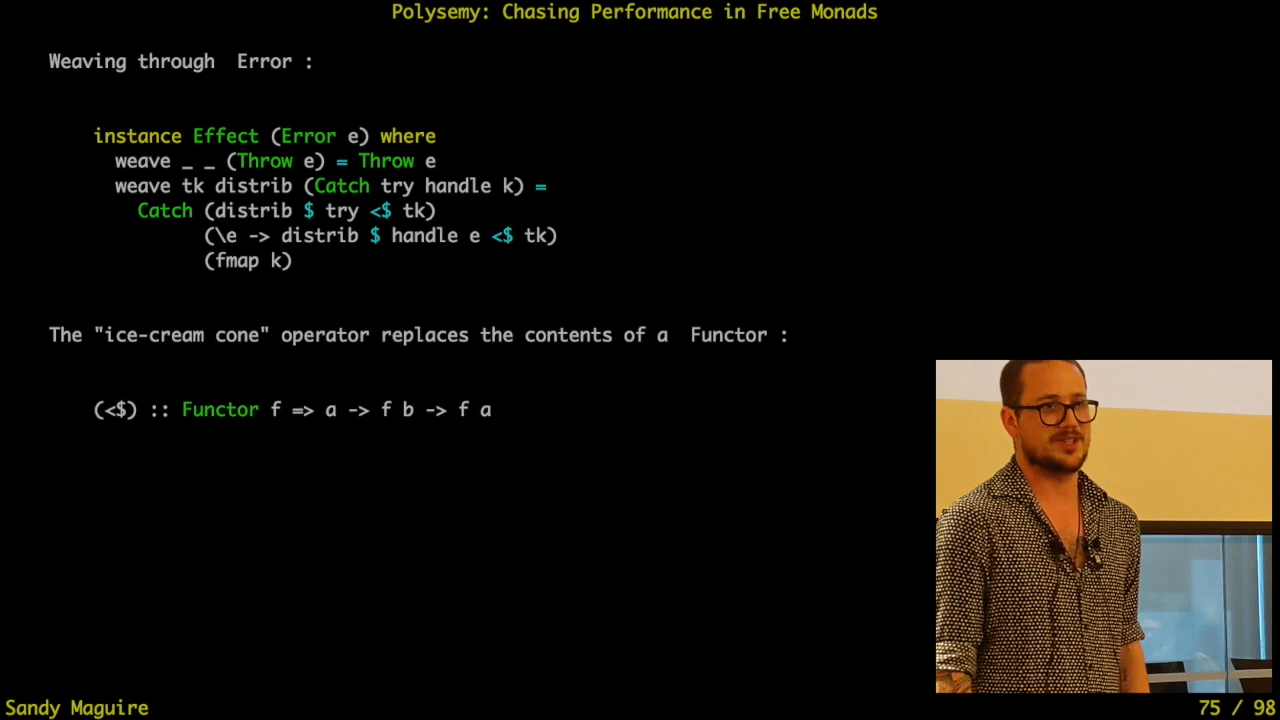 Polysemy: Chasing Performance in Free Monads
Weaving through Error :
instance Effect (Error e) where
weave _ _ (Throw e) = Throw e
weave tk distrib (Catch try handle k) =
Catch (distrib $ try <$ tk)
(\e -> distrib $ handle e <$ tk)
(fmap k)
The "ice-cream cone" operator replaces the contents of a Functor :
(<$) :: Functor f => a -> f b -> f a
Sandy Maguire
75 / 98